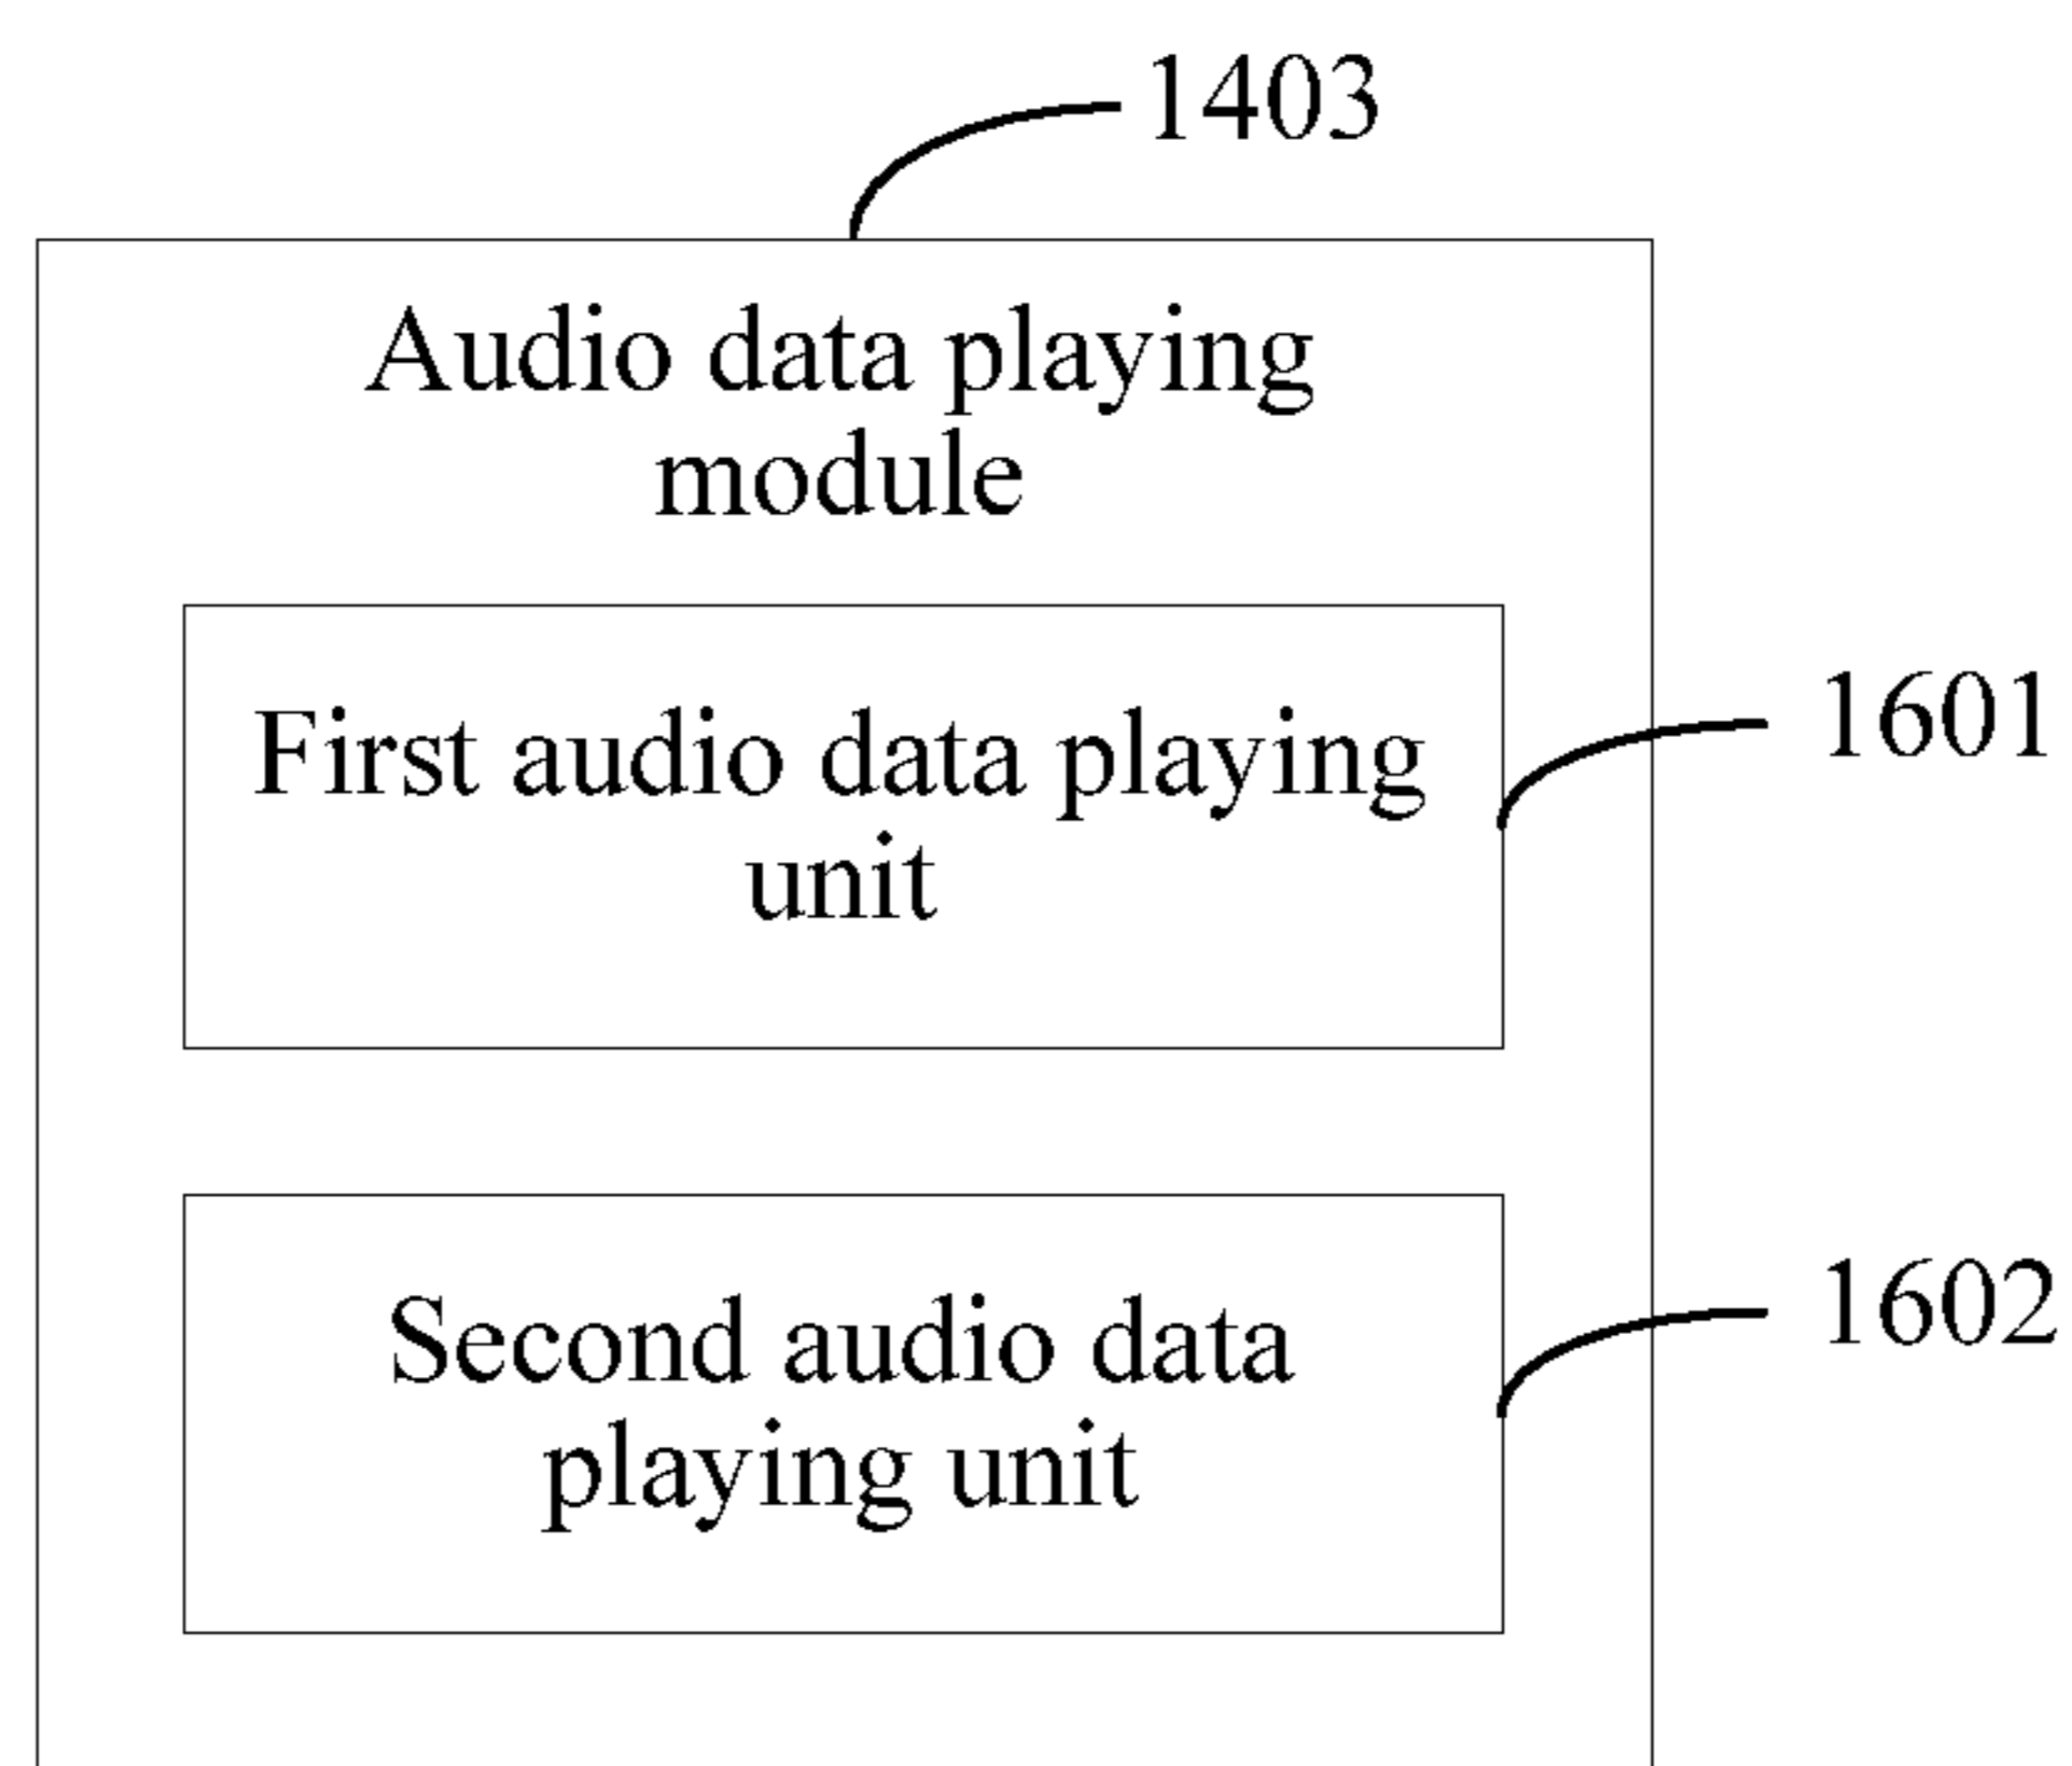 1403
Audio data playing
module
1601
First audio data playing
unit
1602
Second audio data
playing unit